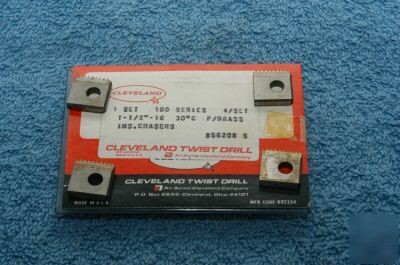 CLEVELAND
1 SET 100 SERIES 4/SET
1-1/2"-16 30°C F/BRASS
INS. CHASERS
856208 S
CLEVELAND TWIST DRILL
An Acme-Cleveland Company
CLEVELAND TWIST DRILL
An Acme-Cleveland Company
P.O. Box 6656-Cleveland, Ohio 44101
MADE IN U.S.A.
MFR. CODE 697334